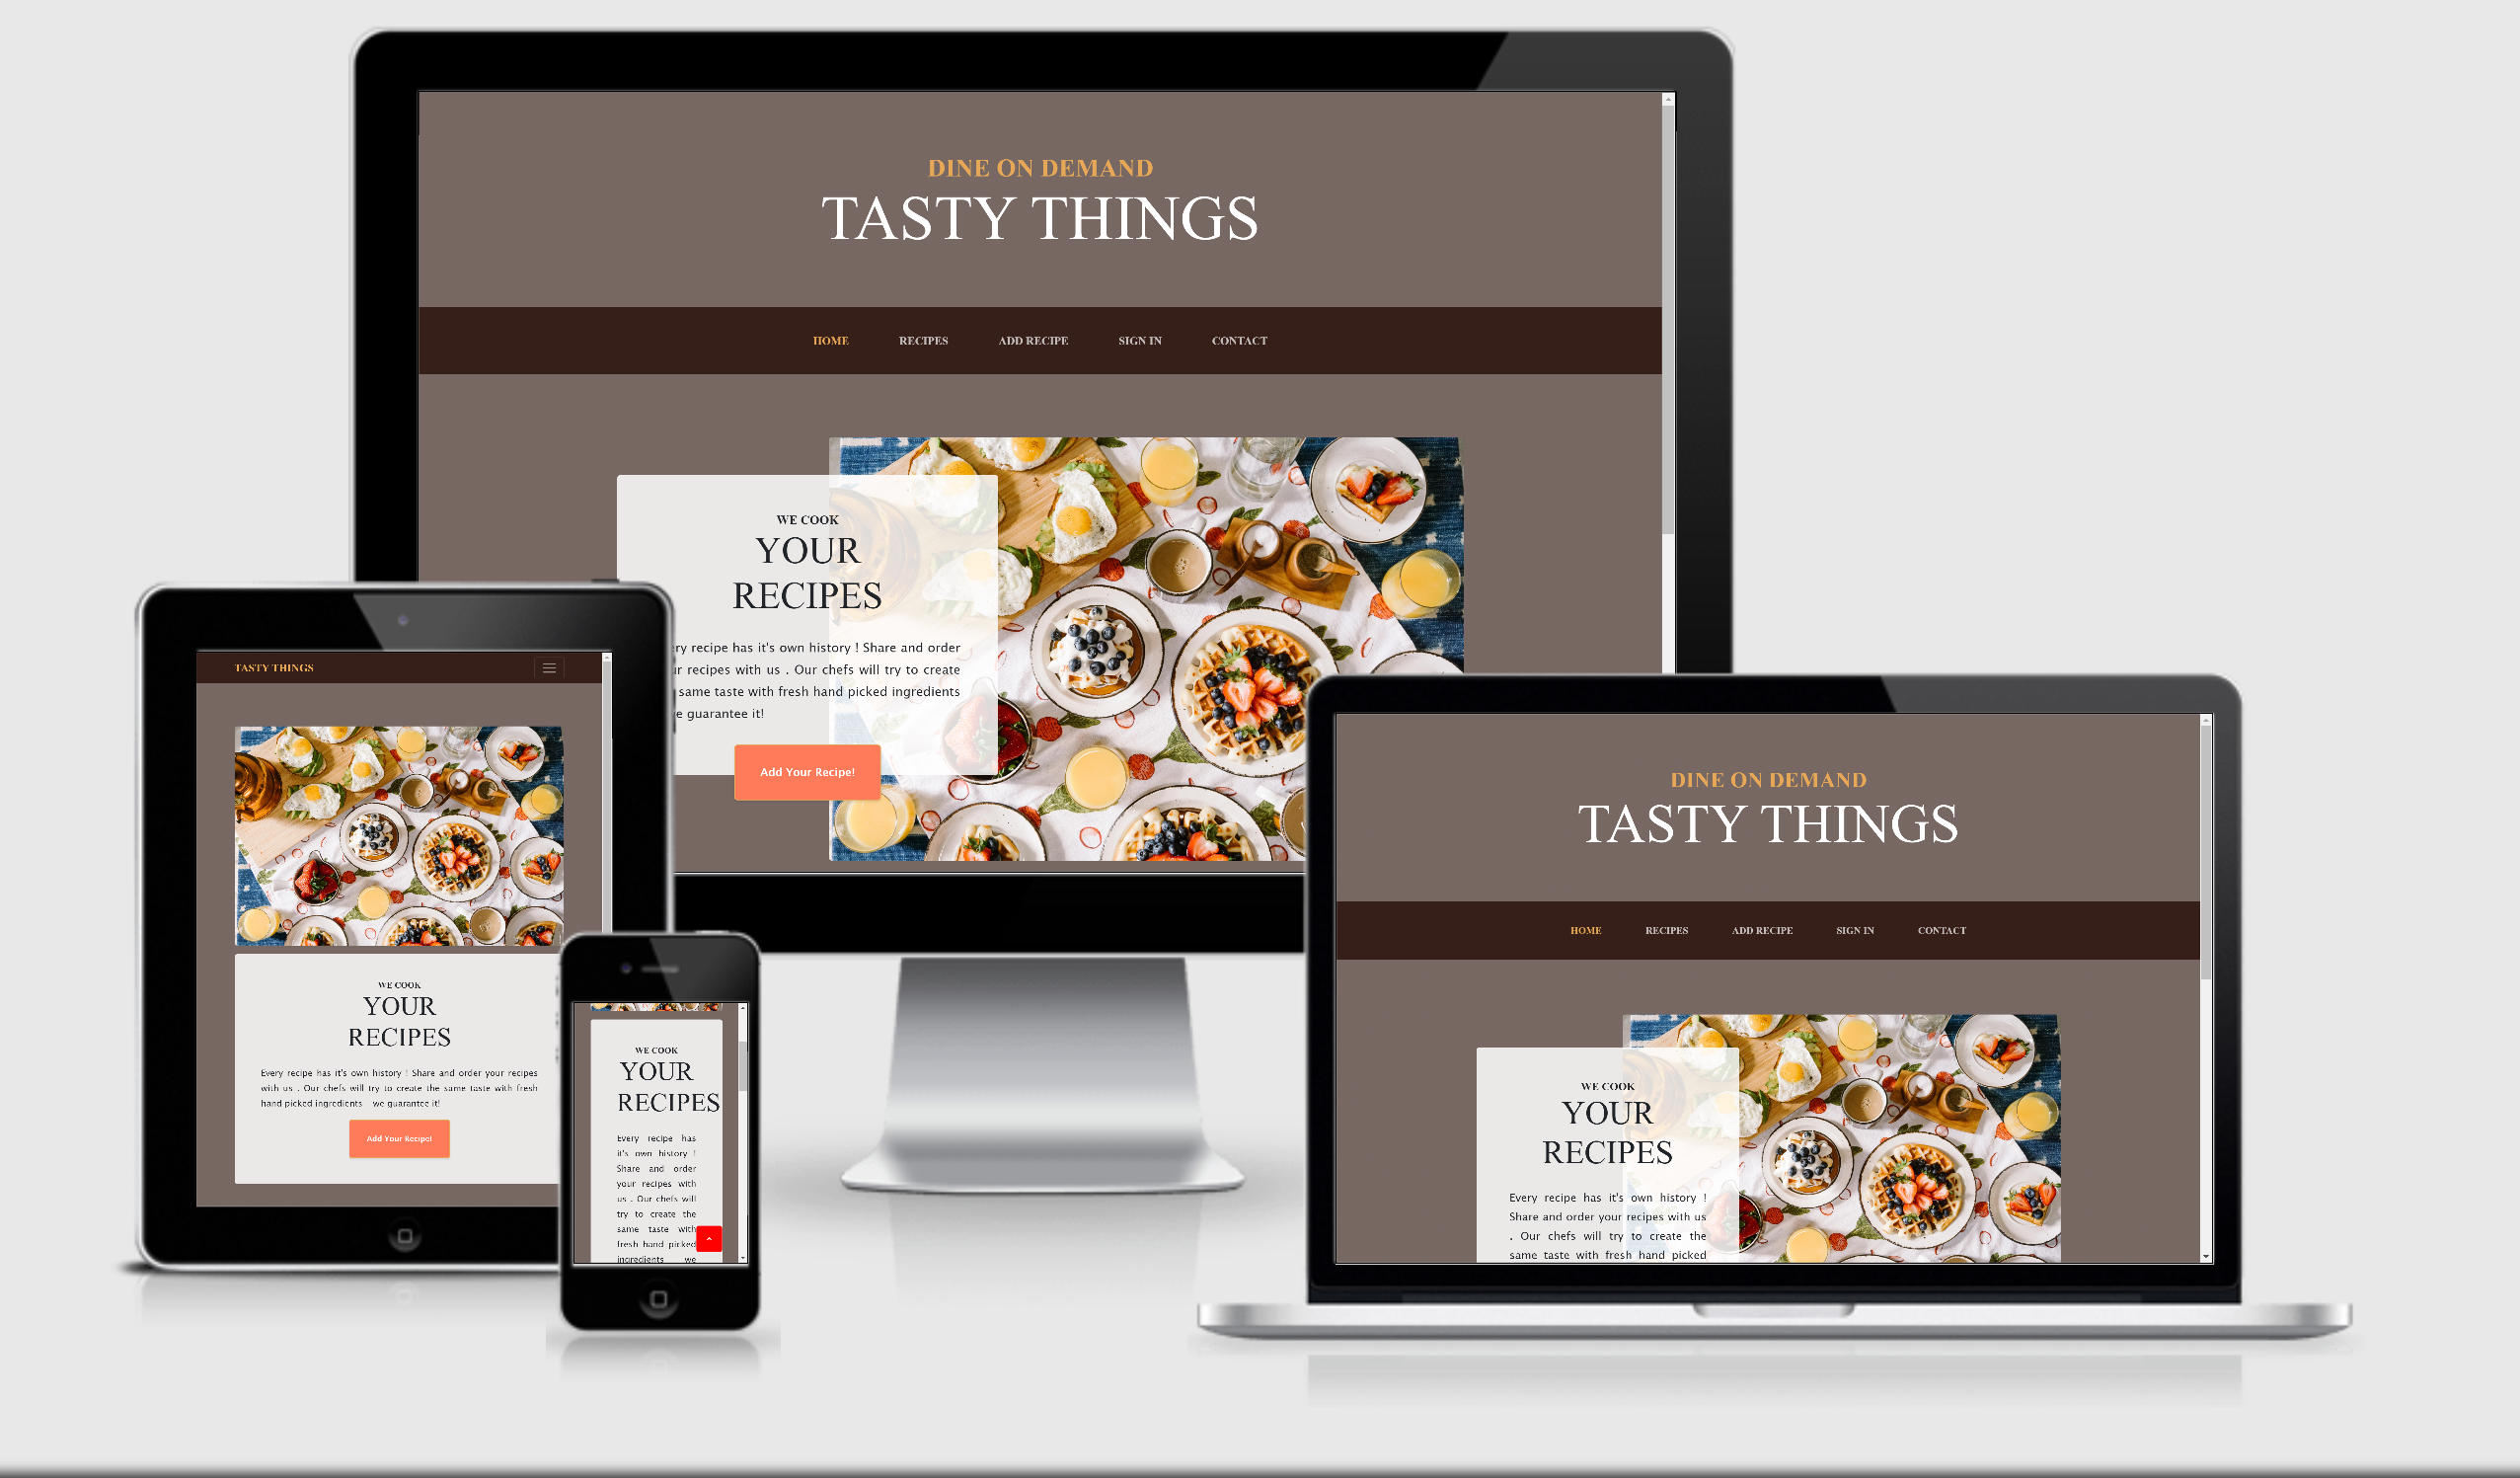 DINE ON DEMAND
TASTY THINGS
HOME RECIPES ADD RECIPE SIGN IN CONTACT
WE COOK
YOUR
RECIPES
recipe has it's own history ! Share and order
recipes with us . Our chefs will try to create
same taste with fresh hand picked ingredients
guarantee it!
Add Your Recipe!
TASTY THINGS
WE COOK
YOUR
RECIPES
Every recipe has it's own history ! Share and order your recipes
with us . Our chefs will try to create the same taste with fresh
hand picked ingredients we guarantee it!
Add Your Recipe!
WE COOK
YOUR
RECIPES
Every recipe has
it's own history !
Share and order
your recipes with
us . Our chefs will
try to create the
same taste with
fresh hand picked
ingredients we
DINE ON DEMAND
TASTY THINGS
HOME RECIPES ADD RECIPE SIGN IN CONTACT
WE COOK
YOUR
RECIPES
Every recipe has it's own history !
Share and order your recipes with us
. Our chefs will try to create the
same taste with fresh hand picked